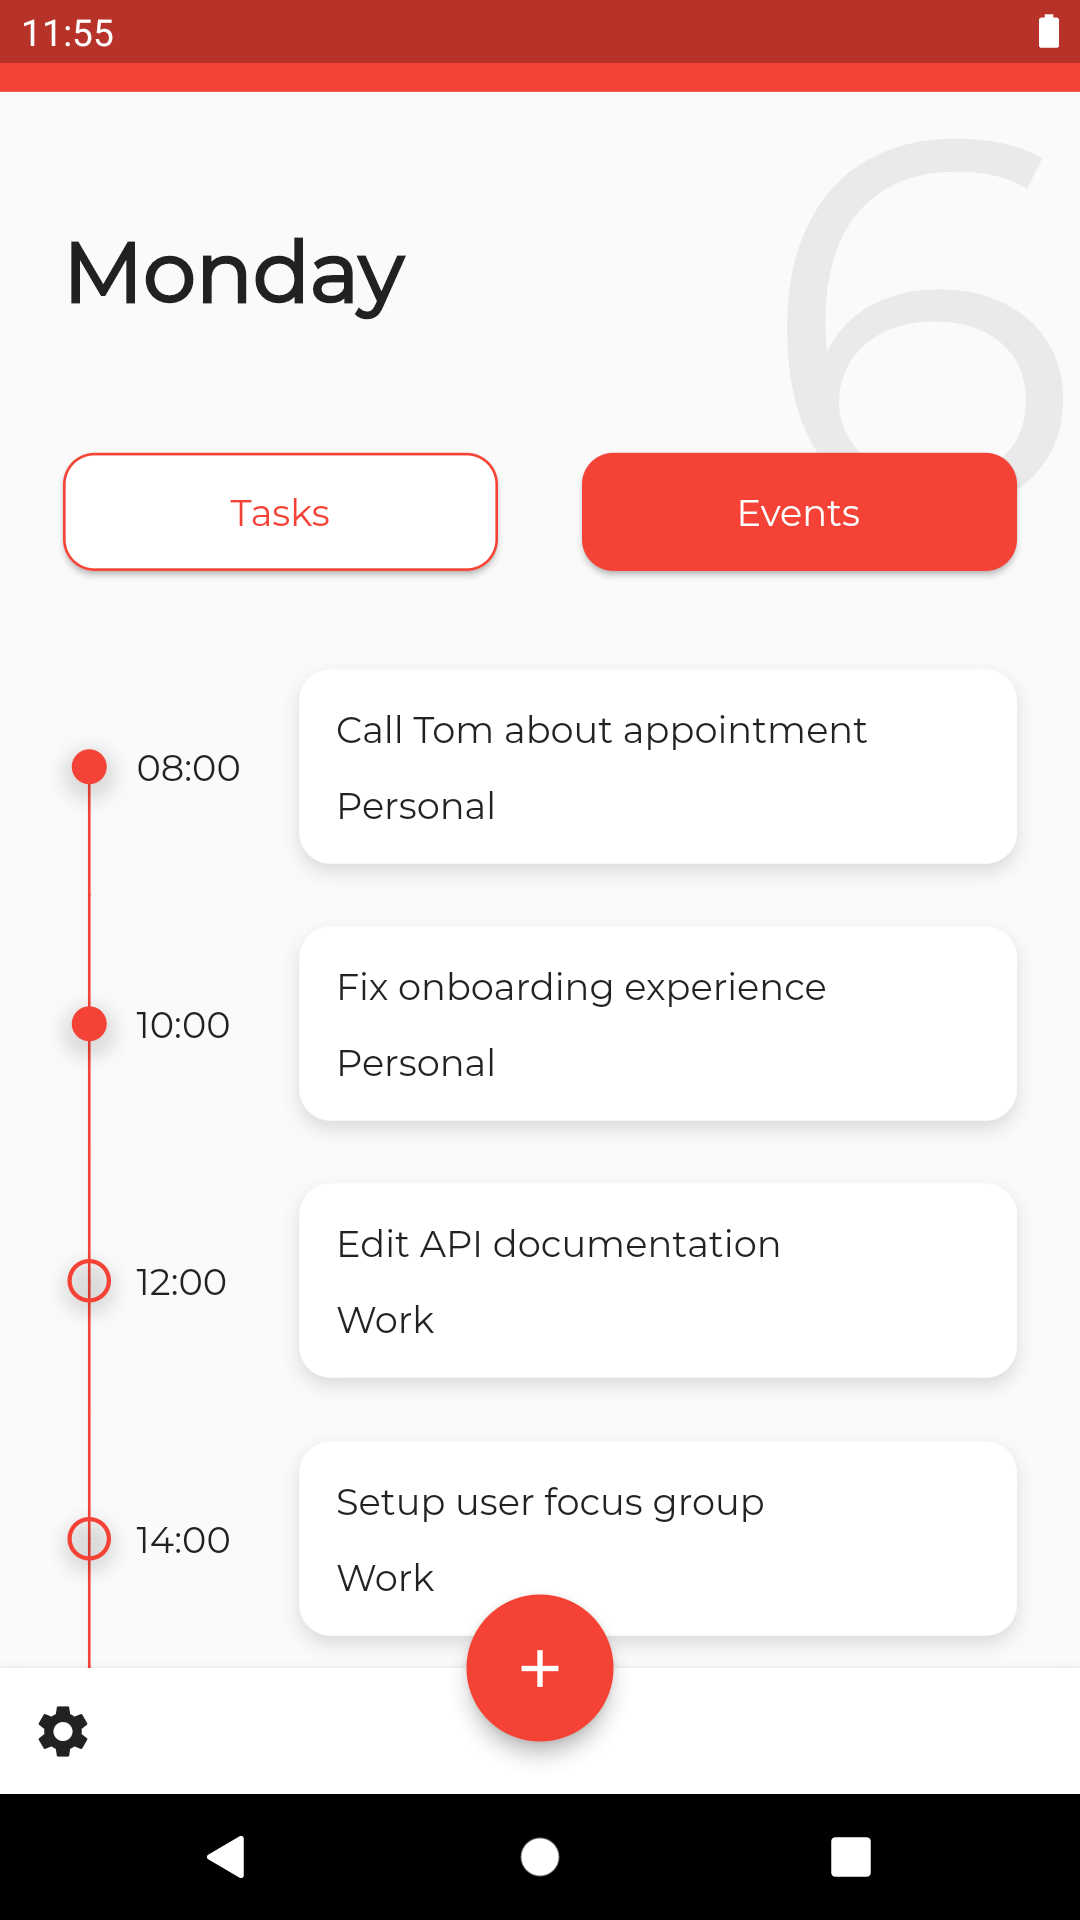 11:55
6
Monday
Tasks
Events
08:00
Call Tom about appointment
Personal
10:00
Fix onboarding experience
Personal
12:00
Edit API documentation
Work
14:00
Setup user focus group
Work
+